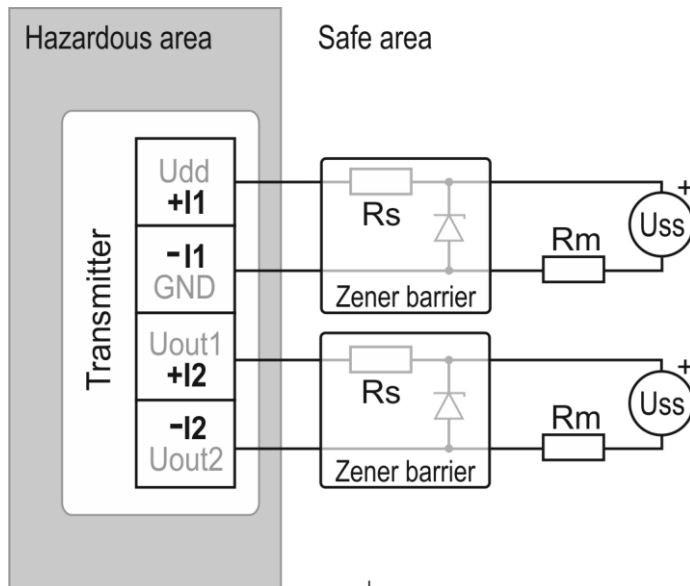 Hazardous area
Safe area
Transmitter
Udd
+I1
-I1
GND
Uout1
+I2
-I2
Uout2
Rs
Zener barrier
Rm
+
Uss
Rs
Zener barrier
Rm
+
Uss